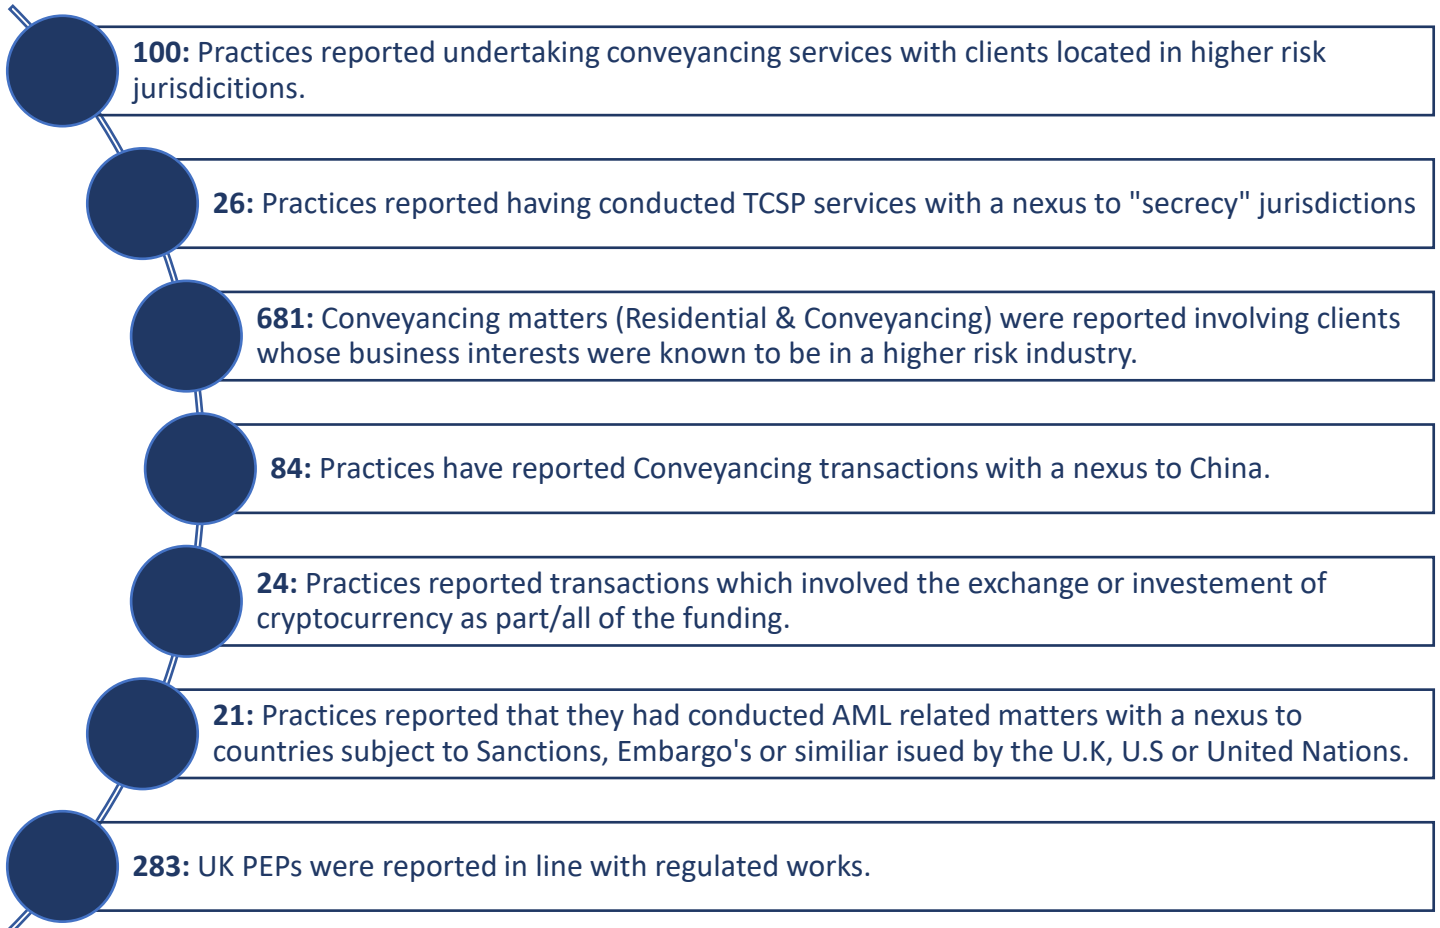 100: Practices reported undertaking conveyancing services with clients located in higher risk
jurisdicitions.
26: Practices reported having conducted TCSP services with a nexus to "secrecy" jurisdictions
681: Conveyancing matters (Residential & Conveyancing) were reported involving clients
whose business interests were known to be in a higher risk industry.
84: Practices have reported Conveyancing transactions with a nexus to China.
24: Practices reported transactions which involved the exchange or investement of
cryptocurrency as part/all of the funding.
21: Practices reported that they had conducted AML related matters with a nexus to
countries subject to Sanctions, Embargo's or similiar isued by the U.K, U.S or United Nations.
283: UK PEPs were reported in line with regulated works.